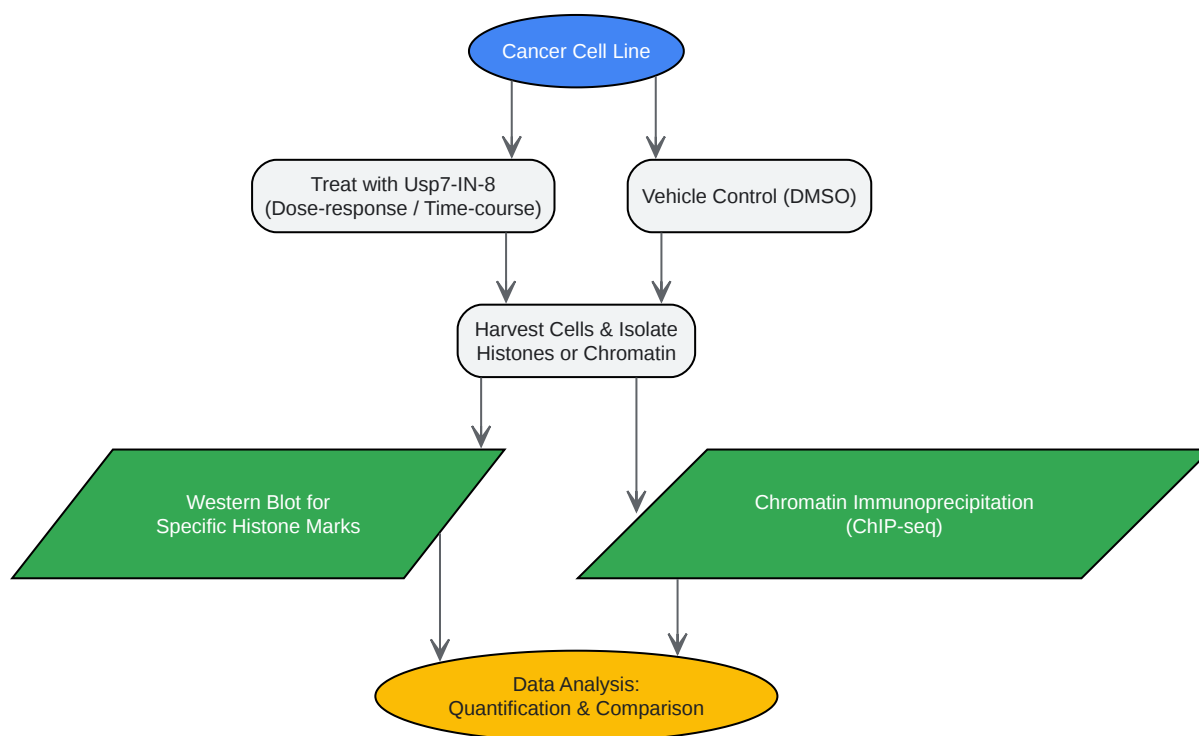 Cancer Cell Line
Treat with Usp7-IN-8
(Dose-response / Time-course)
Vehicle Control (DMSO)
Harvest Cells & Isolate
Histones or Chromatin
Western Blot for
Specific Histone Marks
Chromatin Immunoprecipitation
(ChIP-seq)
Data Analysis:
Quantification & Comparison